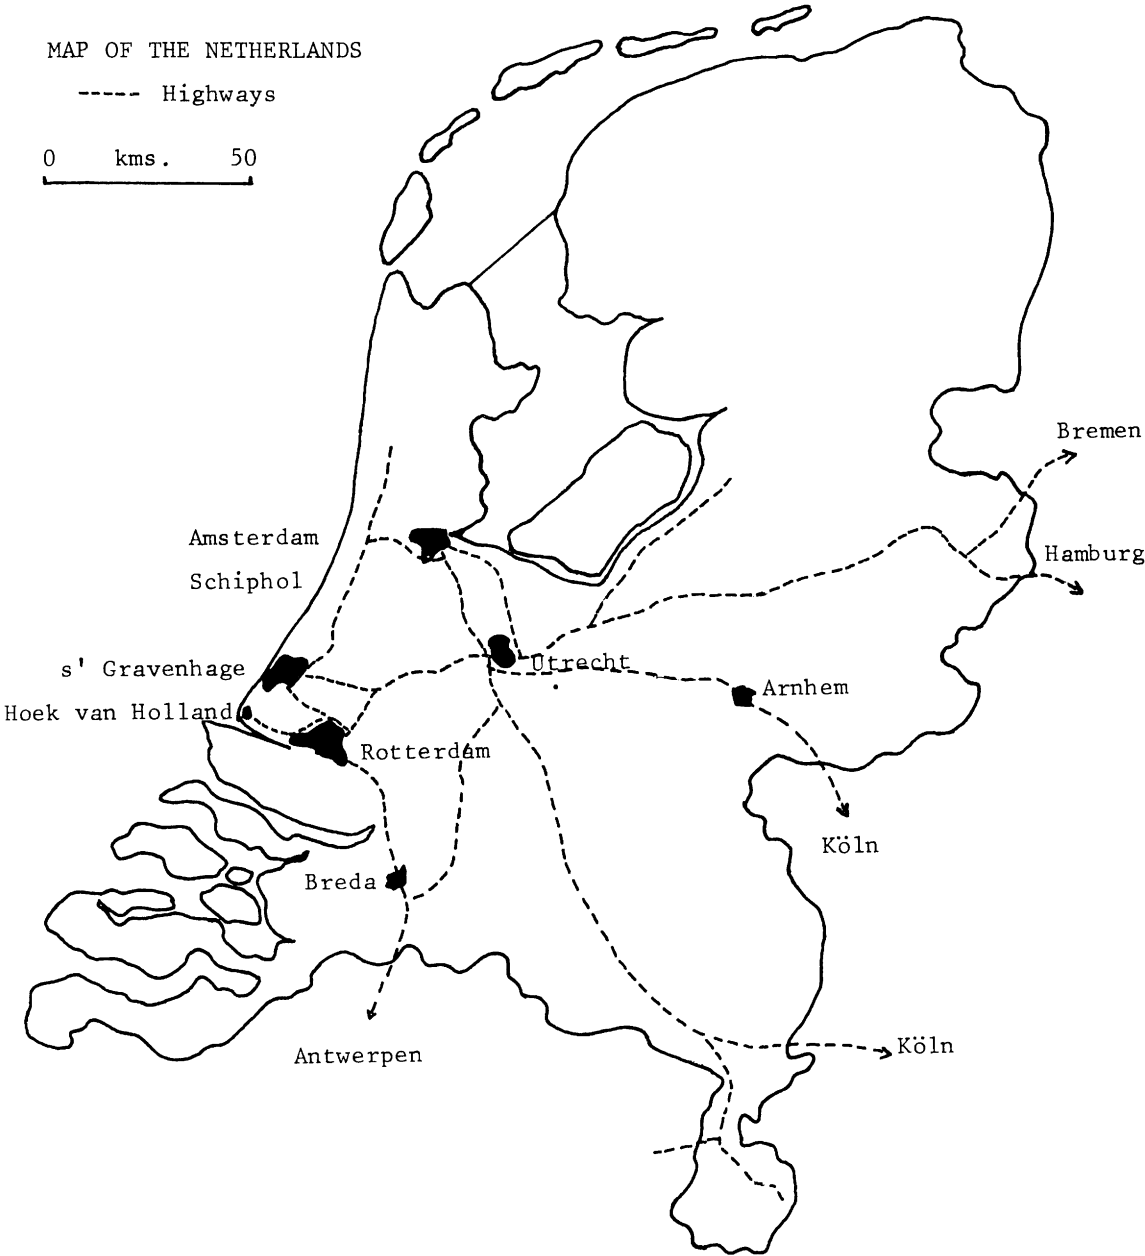 MAP OF THE NETHERLANDS
----- Highways
0 kms. 50
Bremen
Amsterdam
Hamburg
Schiphol
s' Gravenhage
Utrecht
Arnhem
Hoek van Holland
Rotterdam
Köln
Breda
Köln
Antwerpen